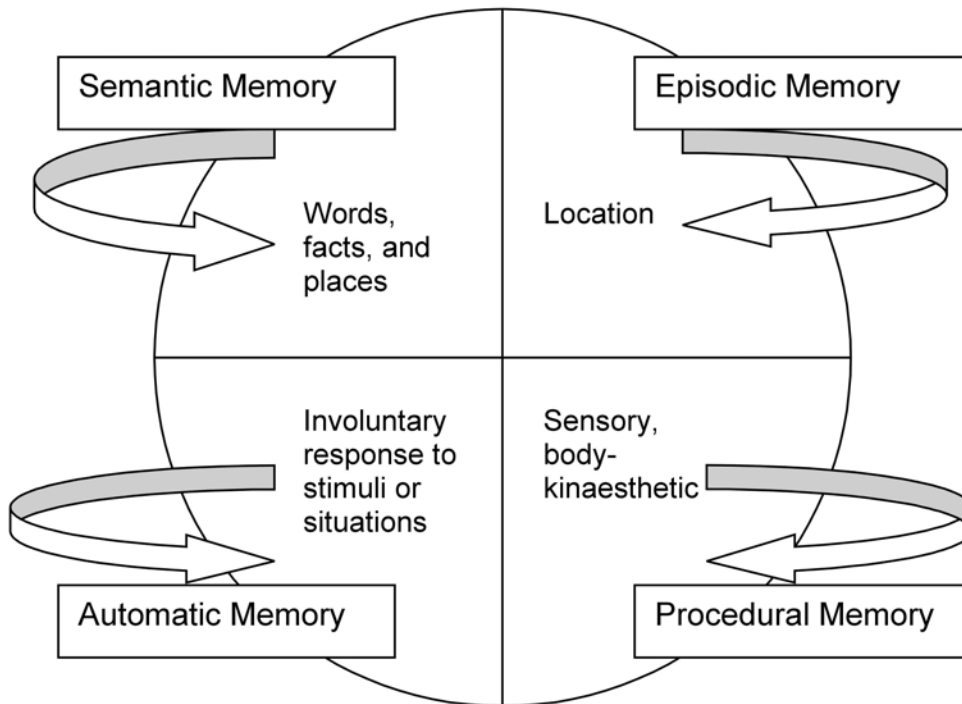 Semantic Memory
Episodic Memory
Words,
facts, and
places
Location
Involuntary
response to
stimuli or
situations
Sensory,
body-
kinaesthetic
Automatic Memory
Procedural Memory